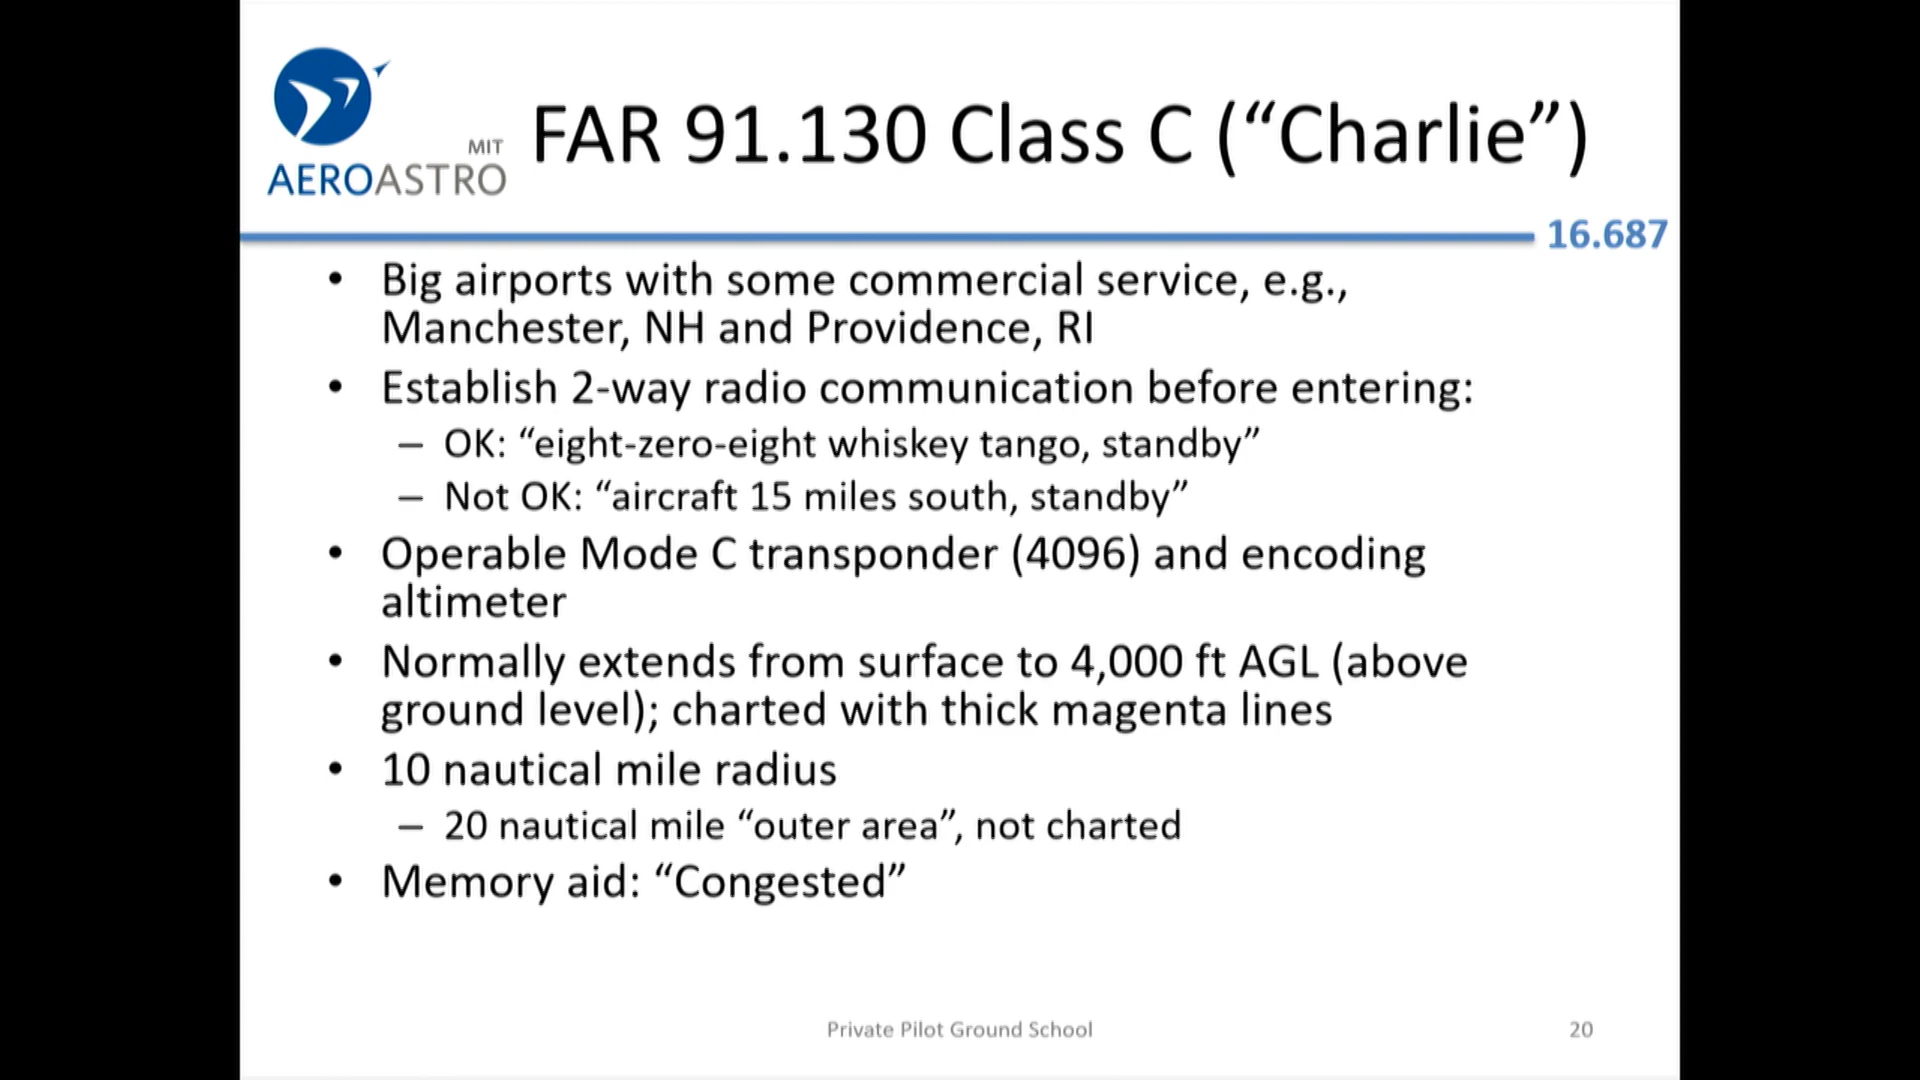 MIT
AEROASTRO
FAR 91.130 Class C (“Charlie”)
16.687
• Big airports with some commercial service, e.g.,
Manchester, NH and Providence, RI
• Establish 2-way radio communication before entering:
– OK: “eight-zero-eight whiskey tango, standby”
– Not OK: “aircraft 15 miles south, standby”
• Operable Mode C transponder (4096) and encoding
altimeter
• Normally extends from surface to 4,000 ft AGL (above
ground level); charted with thick magenta lines
• 10 nautical mile radius
– 20 nautical mile “outer area”, not charted
• Memory aid: “Congested”
Private Pilot Ground School
20